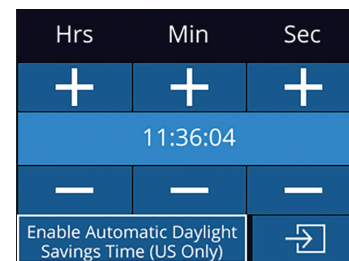 Hrs Min Sec
+ + +
11:36:04
— — —
Enable Automatic Daylight
Savings Time (US Only)